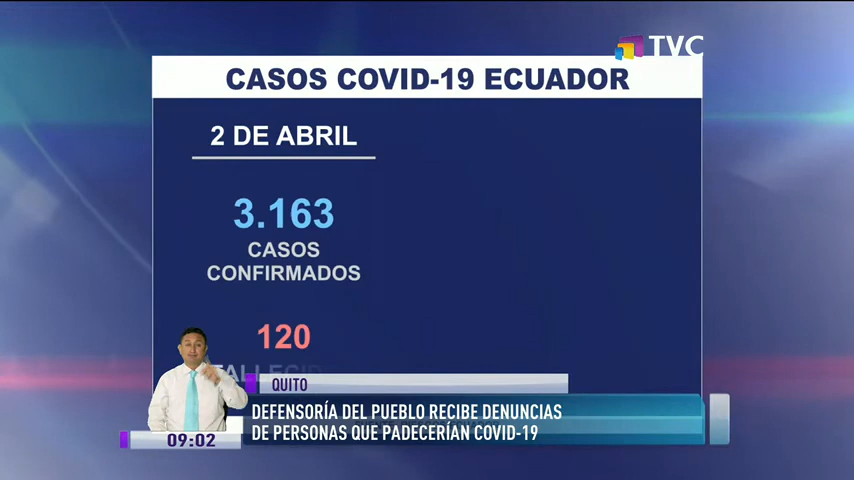 TVC
CASOS COVID-19 ECUADOR
2 DE ABRIL
3.163
CASOS
CONFIRMADOS
120
QUITO
DEFENSORÍA DEL PUEBLO RECIBE DENUNCIAS
DE PERSONAS QUE PADECERÍAN COVID-19
09:02